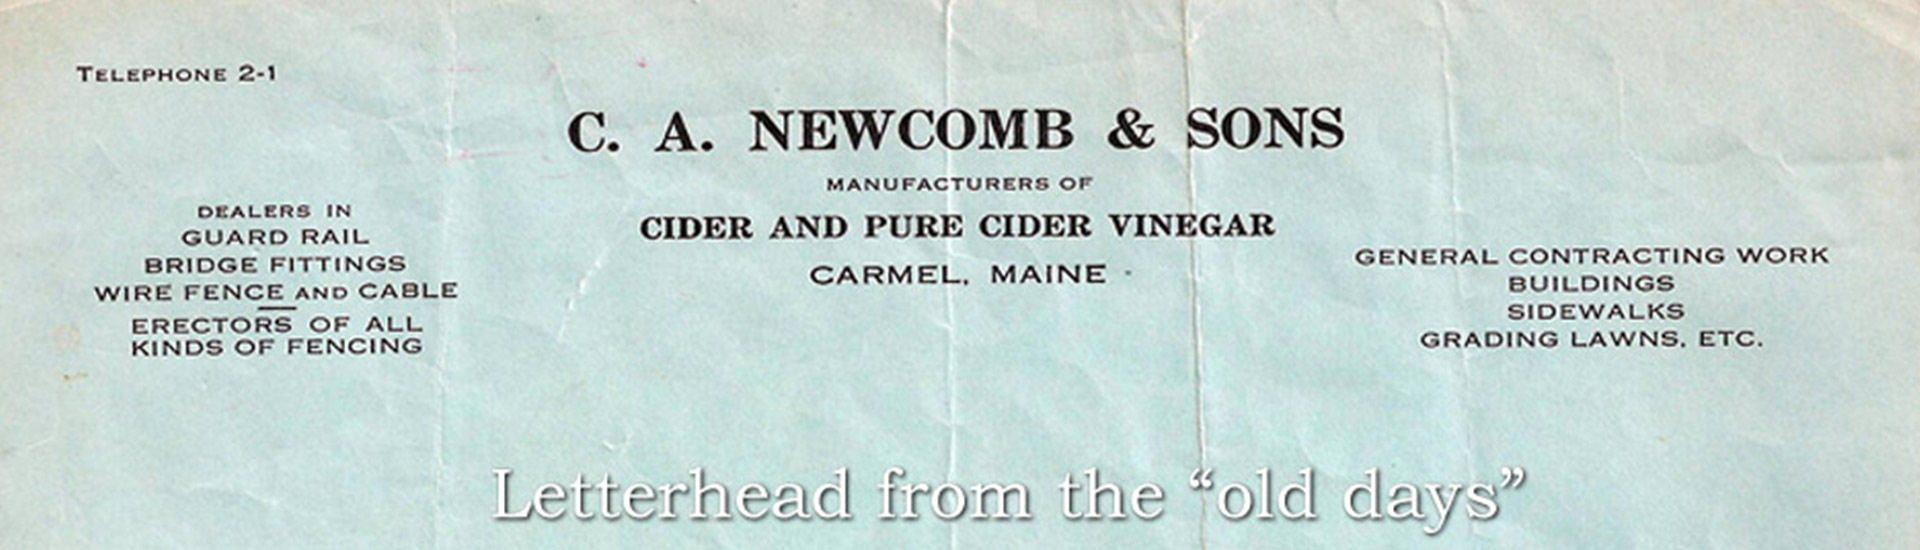 TELEPHONE 2-1
C. A. NEWCOMB & SONS
MANUFACTURERS OF
CIDER AND PURE CIDER VINEGAR
CARMEL, MAINE
DEALERS IN
GUARD RAIL
BRIDGE FITTINGS
WIRE FENCE AND CABLE
ERECTORS OF ALL
KINDS OF FENCING
GENERAL CONTRACTING WORK
BUILDINGS
SIDEWALKS
GRADING LAWNS, ETC.
Letterhead from the “old days”